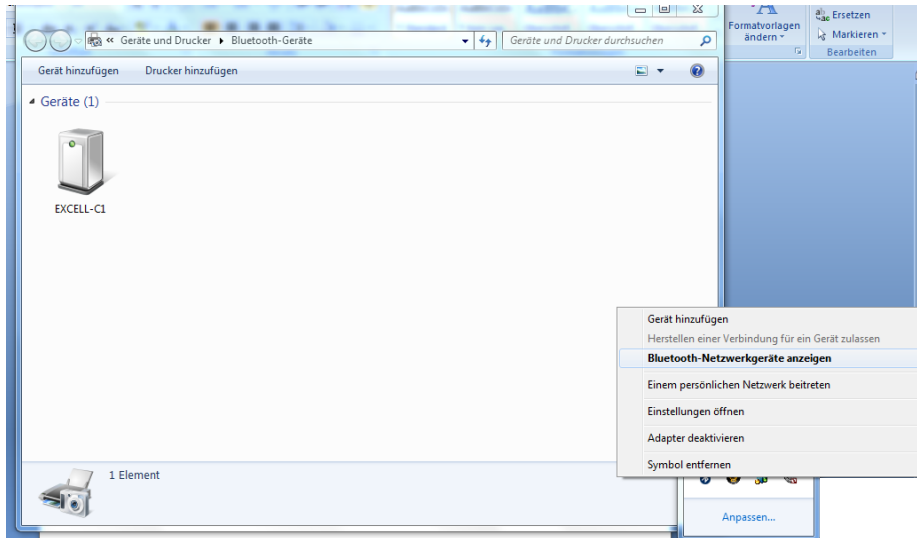 Ersetzen
Formatvorlagen
ändern
Markieren
Bearbeiten
« Geräte und Drucker ▸ Bluetooth-Geräte
Geräte und Drucker durchsuchen
Gerät hinzufügen Drucker hinzufügen
Geräte (1)
EXCELL-C1
Gerät hinzufügen
Herstellen einer Verbindung für ein Gerät zulassen
Bluetooth-Netzwerkgeräte anzeigen
Einem persönlichen Netzwerk beitreten
Einstellungen öffnen
Adapter deaktivieren
Symbol entfernen
1 Element
Anpassen...